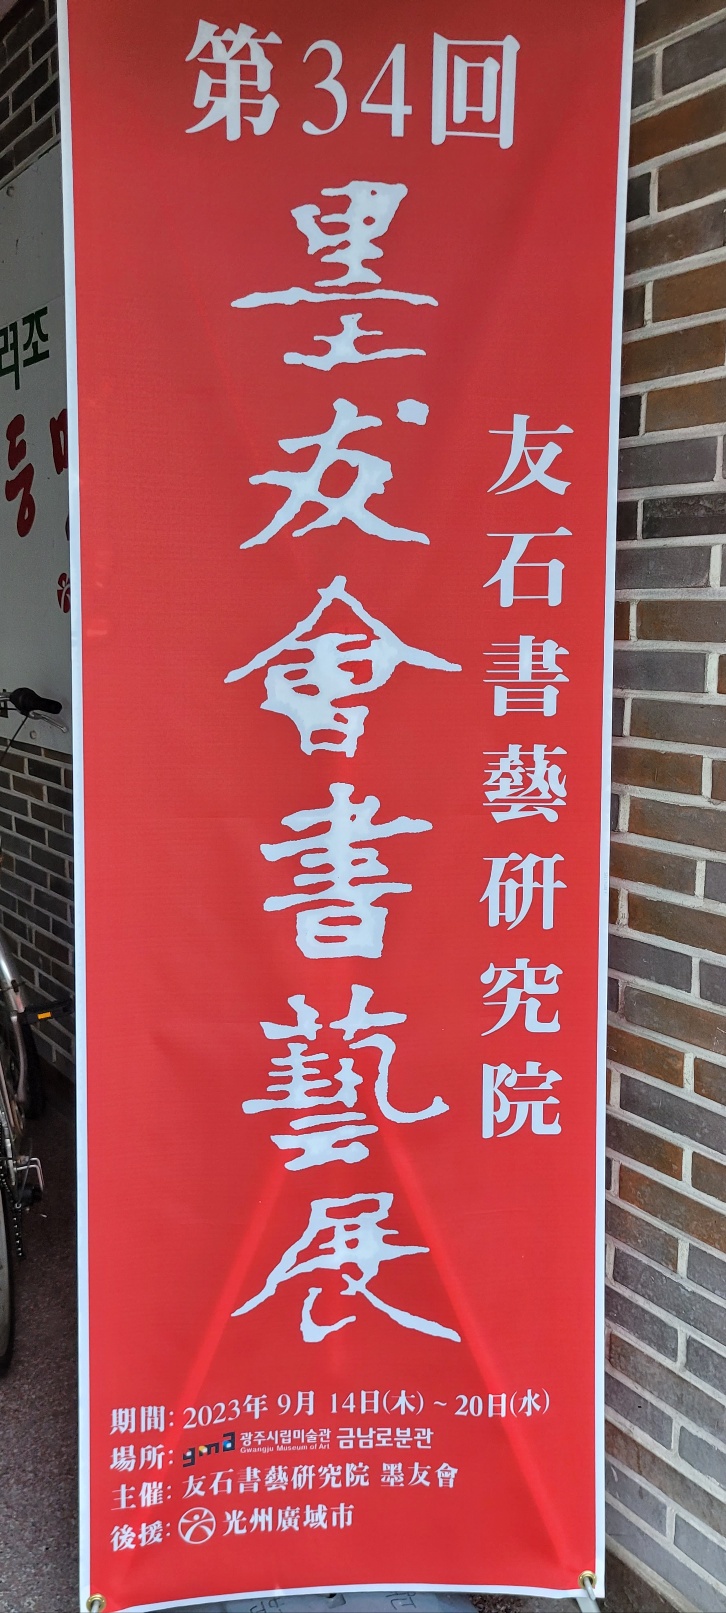 第34回
墨友會書藝展
友石書藝研究院
期間: 2023年 9月 14日(木) ~ 20日(水)
場所: gma 광주시립미술관 Gwangju Museum of Art 금남로분관
主催: 友石書藝研究院 墨友會
後援: 光州廣域市
러조
등